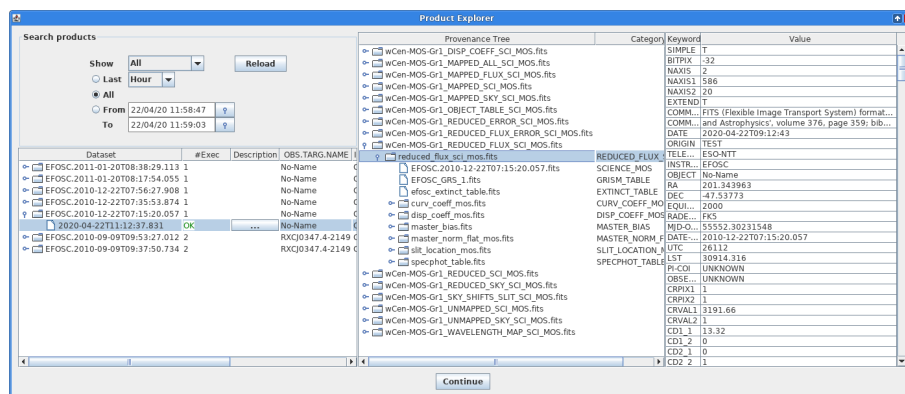 Product Explorer
Search products
Show All Reload
Last Hour
All
From 22/04/20 11:58:47
To 22/04/20 11:59:03
Dataset #Exec Description OBS.TARG.NAME
EFOSC.2011-01-20T08:38:29.113 1 No-Name
EFOSC.2011-01-20T08:17:54.055 1 No-Name
EFOSC.2010-12-22T07:56:27.908 1 No-Name
EFOSC.2010-12-22T07:35:53.874 1 No-Name
EFOSC.2010-12-22T07:15:20.057 1 No-Name
2020-04-22T11:12:37.831 OK ... No-Name
EFOSC.2010-09-09T09:53:27.012 2 RXCJ0347.4-2149
EFOSC.2010-09-09T09:37:50.734 2 RXCJ0347.4-2149
Provenance Tree Category
wCen-MOS-Gr1_DISP_COEFF_SCI_MOS.fits
wCen-MOS-Gr1_MAPPED_ALL_SCI_MOS.fits
wCen-MOS-Gr1_MAPPED_FLUX_SCI_MOS.fits
wCen-MOS-Gr1_MAPPED_SCI_MOS.fits
wCen-MOS-Gr1_MAPPED_SKY_SCI_MOS.fits
wCen-MOS-Gr1_OBJECT_TABLE_SCI_MOS.fits
wCen-MOS-Gr1_REDUCED_ERROR_SCI_MOS.fits
wCen-MOS-Gr1_REDUCED_FLUX_ERROR_SCI_MOS.fits
wCen-MOS-Gr1_REDUCED_FLUX_SCI_MOS.fits
reduced_flux_sci_mos.fits REDUCED_FLUX_
EFOSC.2010-12-22T07:15:20.057.fits SCIENCE_MOS
EFOSC_GRS_1.fits GRISM_TABLE
efosc_extinct_table.fits EXTINCT_TABLE
curv_coeff_mos.fits CURV_COEFF_MO
disp_coeff_mos.fits DISP_COEFF_MOS
master_bias.fits MASTER_BIAS
master_norm_flat_mos.fits MASTER_NORM_F
slit_location_mos.fits SLIT_LOCATION_
specphot_table.fits SPECPHOT_TABLE
wCen-MOS-Gr1_REDUCED_SCI_MOS.fits
wCen-MOS-Gr1_REDUCED_SKY_SCI_MOS.fits
wCen-MOS-Gr1_SKY_SHIFTS_SLIT_SCI_MOS.fits
wCen-MOS-Gr1_UNMAPPED_SCI_MOS.fits
wCen-MOS-Gr1_UNMAPPED_SKY_SCI_MOS.fits
wCen-MOS-Gr1_WAVELENGTH_MAP_SCI_MOS.fits
Keyword Value
SIMPLE T
BITPIX -32
NAXIS 2
NAXIS1 586
NAXIS2 20
EXTEND T
COMM... FITS (Flexible Image Transport System) format...
COMM... and Astrophysics', volume 376, page 359; bib...
DATE 2020-04-22T09:12:43
ORIGIN TEST
TELE... ESO-NTT
INSTR... EFOSC
OBJECT No-Name
RA 201.343963
DEC -47.53773
EQUI... 2000
RADE... FK5
MJD-O... 55552.30231548
DATE-... 2010-12-22T07:15:20.057
UTC 26112
LST 30914.316
PI-COI UNKNOWN
OBSE... UNKNOWN
CRPIX1 1
CRPIX2 1
CRVAL1 3191.66
CRVAL2 1
CD1_1 13.32
CD1_2 0
CD2_1 0
CD2_2 1
Continue